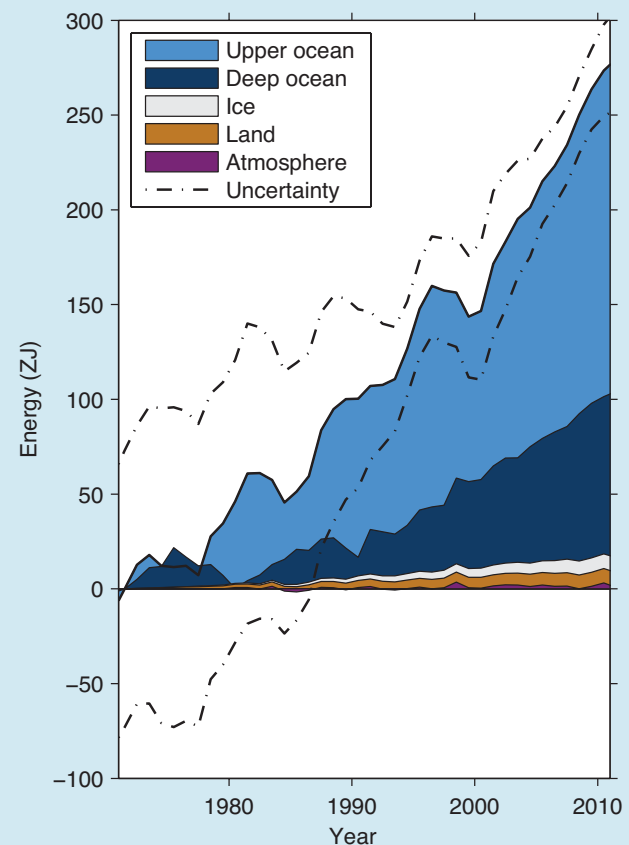 300
250
200
150
100
50
0
−50
−100
Energy (ZJ)
Upper ocean
Deep ocean
Ice
Land
Atmosphere
Uncertainty
1980
1990
2000
2010
Year